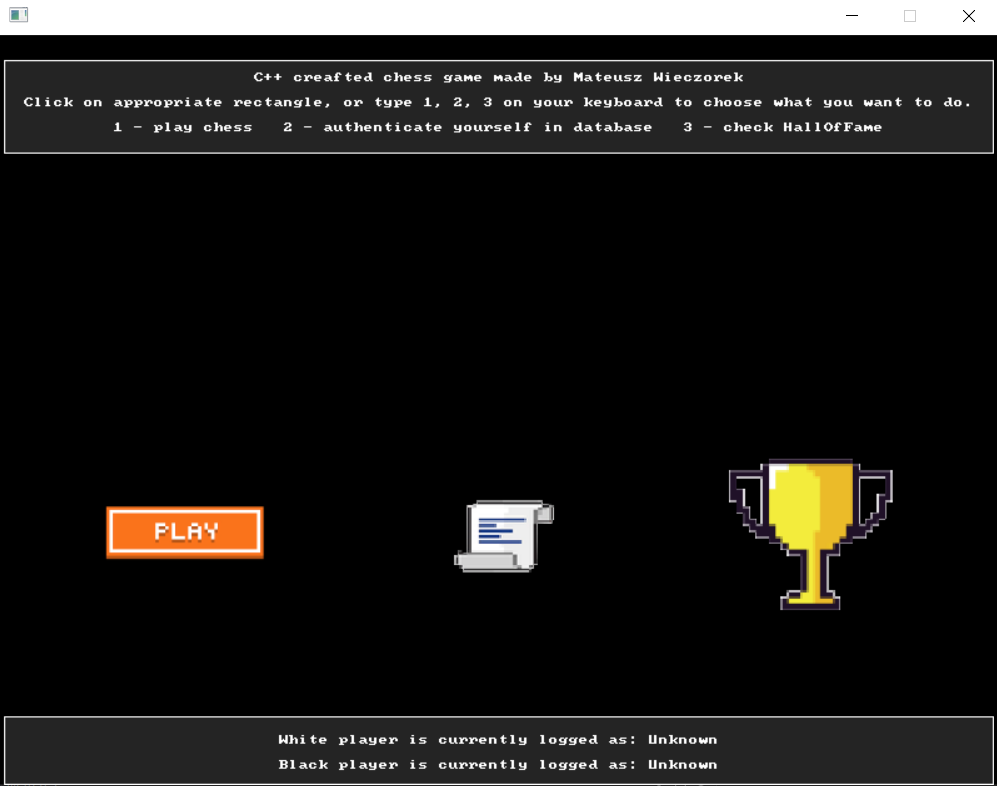 C++ creafted chess game made by Mateusz Wieczorek
Click on appropriate rectangle, or type 1, 2, 3 on your keyboard to choose what you want to do.
1 - play chess   2 - authenticate yourself in database   3 - check HallOfFame
PLAY
White player is currently logged as: Unknown
Black player is currently logged as: Unknown